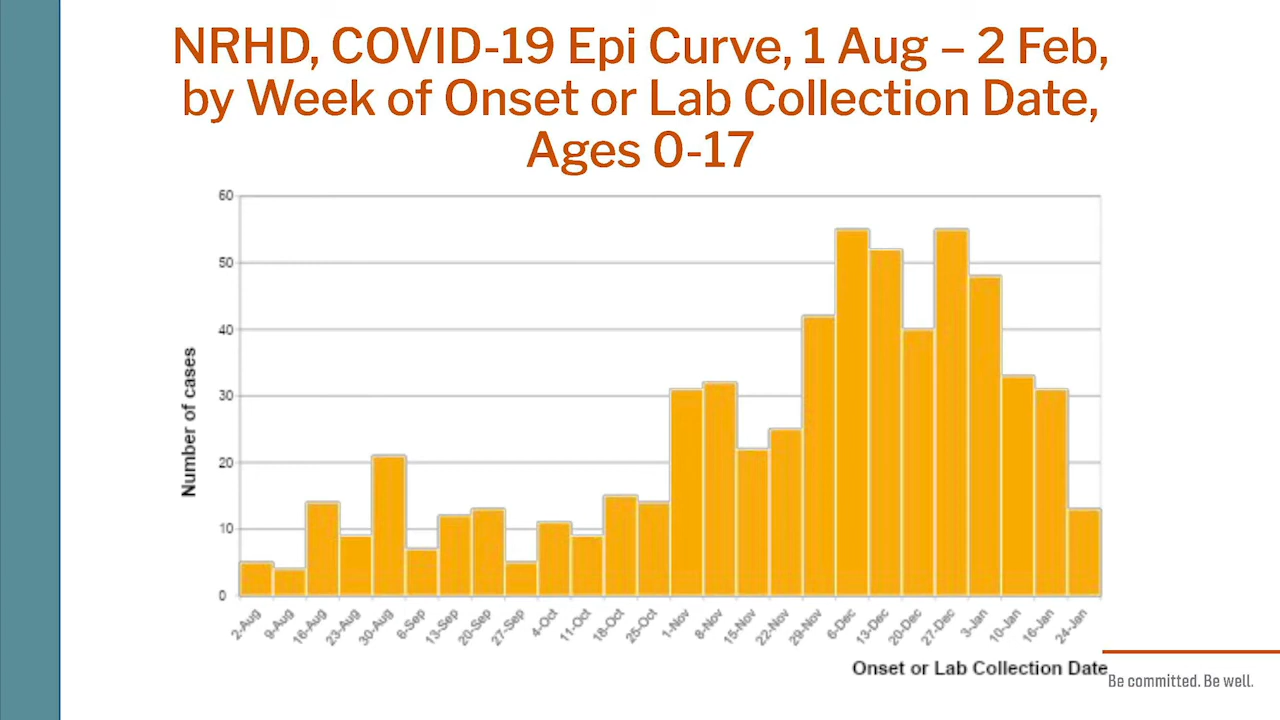 NRHD, COVID-19 Epi Curve, 1 Aug – 2 Feb,
by Week of Onset or Lab Collection Date,
Ages 0-17
60
50
40
30
20
10
0
Number of cases
2-Aug
9-Aug
16-Aug
23-Aug
30-Aug
6-Sep
13-Sep
20-Sep
27-Sep
4-Oct
11-Oct
18-Oct
25-Oct
1-Nov
8-Nov
15-Nov
22-Nov
29-Nov
6-Dec
13-Dec
20-Dec
27-Dec
3-Jan
10-Jan
16-Jan
24-Jan
Onset or Lab Collection Date
Be committed. Be well.